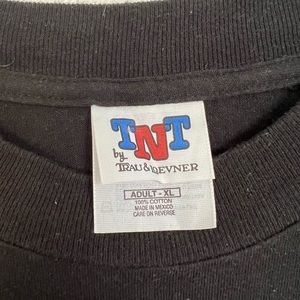 TNT
by
TRAU & LOEVNER
ADULT - XL
100% COTTON
MADE IN MEXICO
CARE ON REVERSE